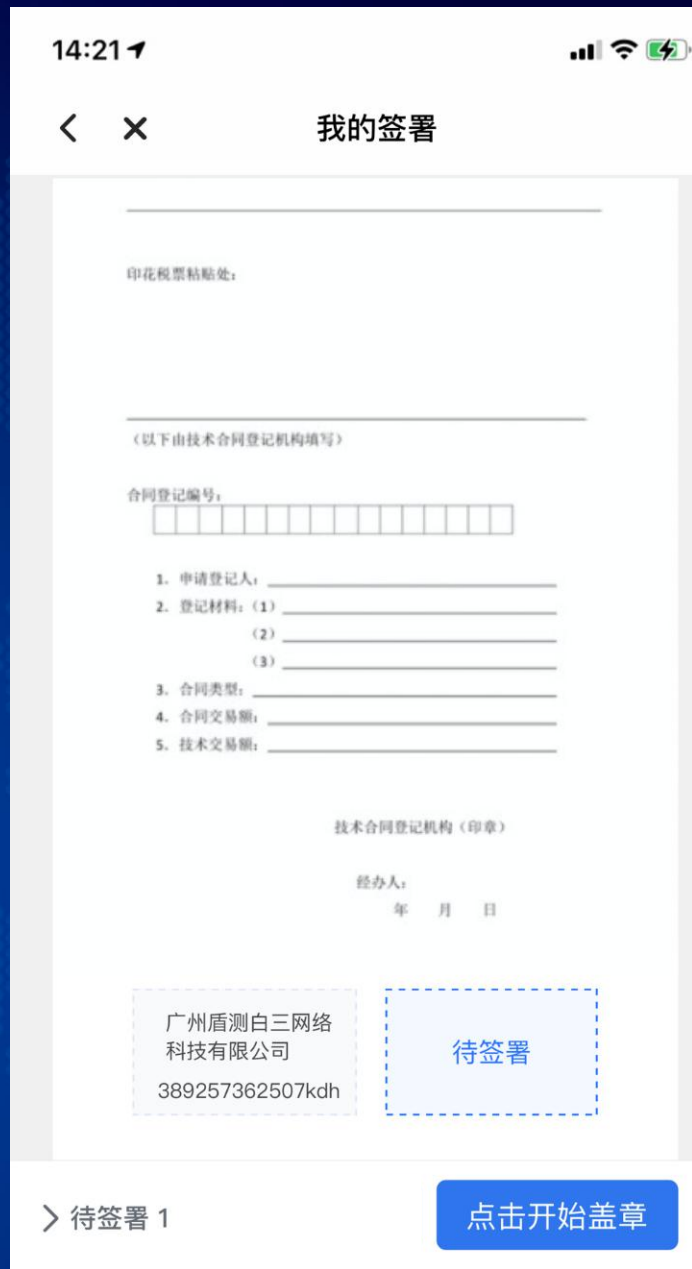 14:21
我的签署
印花税票粘贴处:
(以下由技术合同登记机构填写)
合同登记编号:
1. 申请登记人:
2. 登记材料:(1)
(2)
(3)
3. 合同类型:
4. 合同交易额:
5. 技术交易额:
技术合同登记机构(印章)
经办人:
年 月 日
广州盾测白三网络
科技有限公司
389257362507kdh
待签署
待签署 1
点击开始盖章